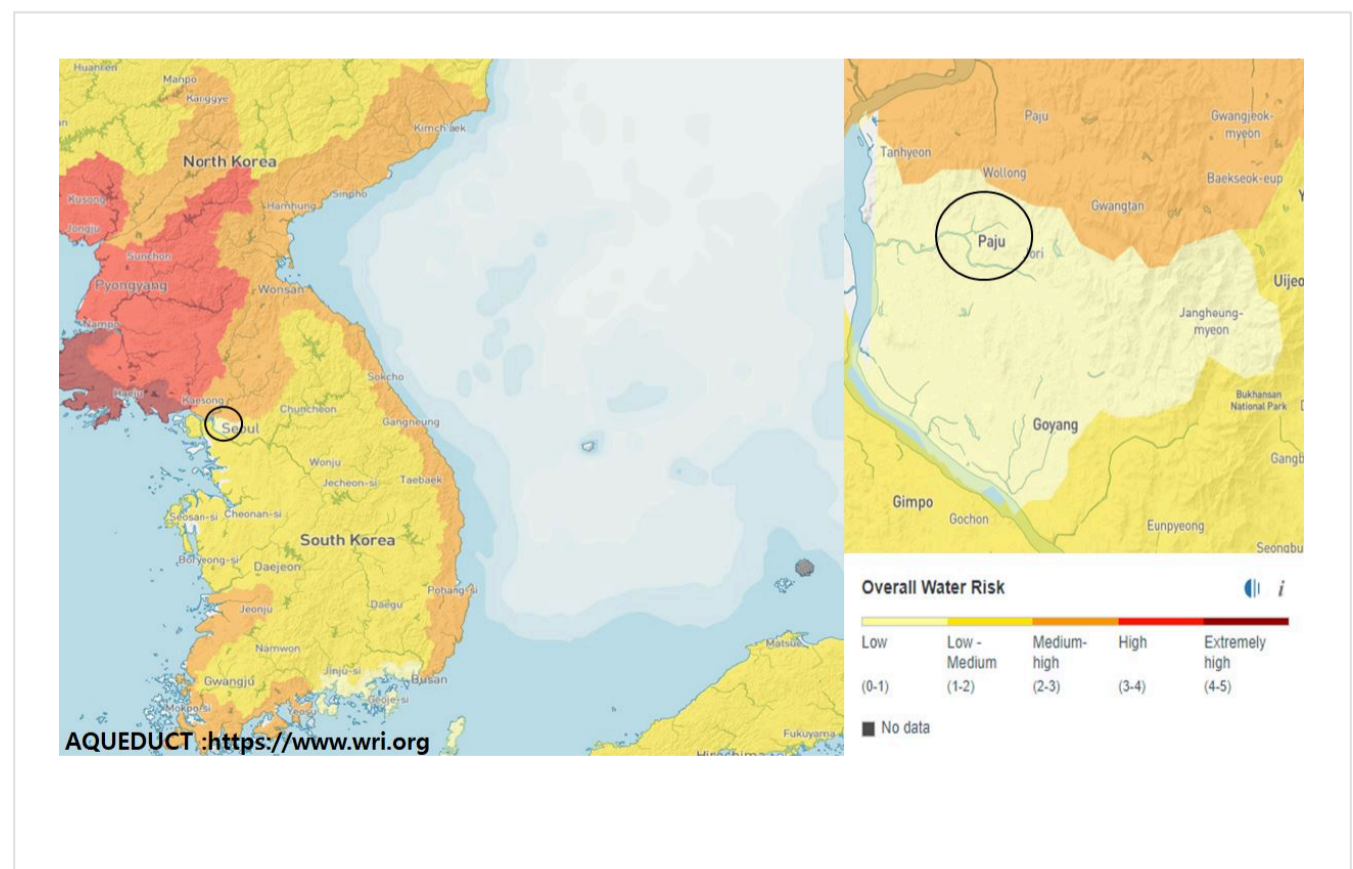 Huancen
Manpo
Kanggye
Kimch'aek
North Korea
Kusong
Sinpho
Hamhung
Jongju
Sunchon
Pyongyang
Wonsan
Nampo
Sokcho
Haeju
Kaesong
Chuncheon
Seoul
Gangneung
Wonju
Jecheon-si
Taebaek
Seosan-si
Cheonan-si
South Korea
Boryeong-si
Daejeon
Pohang-si
Jeonju
Daegu
Namwon
Matsue
Jinju-si
Gwangju
Busan
Geoje-si
Mokpo-si
Yeosu
Fukuyama
AQUEDUCT :https://www.wri.org
Hiroshima
Paju
Gwangjeok-
myeon
Tanhyeon
Wollong
Baekseok-eup
Gwangtan
Paju
Jori
Uijeo
Jangheung-
myeon
Bukhansan
National Park
Goyang
Gangb
Gimpo
Gochon
Eunpyeong
Seongbu
Overall Water Risk
i
Low
Low -
Medium
Medium-
high
High
Extremely
high
(0-1)
(1-2)
(2-3)
(3-4)
(4-5)
No data